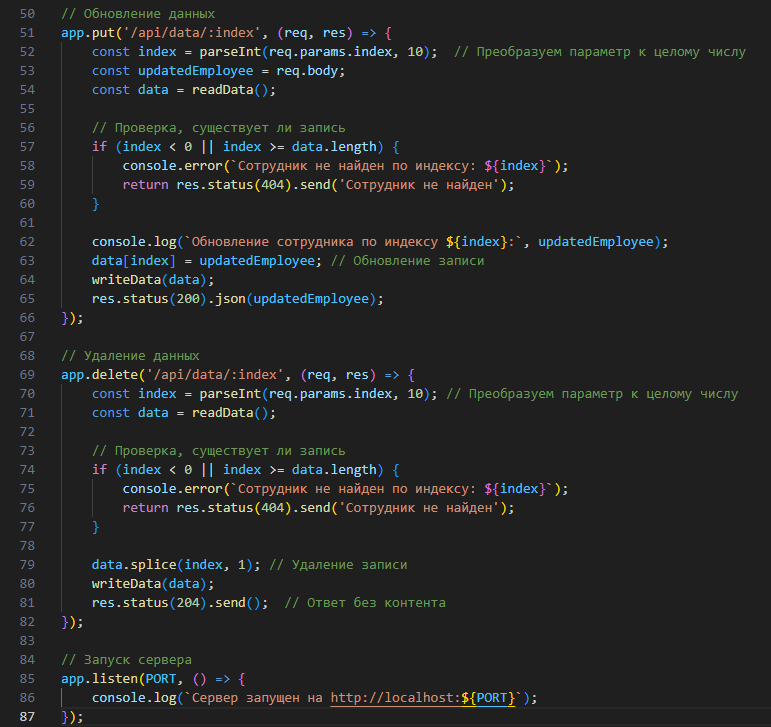 50 // Обновление данных
51 app.put('/api/data/:index', (req, res) => {
52     const index = parseInt(req.params.index, 10);  // Преобразуем параметр к целому числу
53     const updatedEmployee = req.body;
54     const data = readData();
55
56     // Проверка, существует ли запись
57     if (index < 0 || index >= data.length) {
58         console.error(`Сотрудник не найден по индексу: ${index}`);
59         return res.status(404).send('Сотрудник не найден');
60     }
61
62     console.log(`Обновление сотрудника по индексу ${index}:`, updatedEmployee);
63     data[index] = updatedEmployee; // Обновление записи
64     writeData(data);
65     res.status(200).json(updatedEmployee);
66 });
67
68 // Удаление данных
69 app.delete('/api/data/:index', (req, res) => {
70     const index = parseInt(req.params.index, 10); // Преобразуем параметр к целому числу
71     const data = readData();
72
73     // Проверка, существует ли запись
74     if (index < 0 || index >= data.length) {
75         console.error(`Сотрудник не найден по индексу: ${index}`);
76         return res.status(404).send('Сотрудник не найден');
77     }
78
79     data.splice(index, 1); // Удаление записи
80     writeData(data);
81     res.status(204).send();  // Ответ без контента
82 });
83
84 // Запуск сервера
85 app.listen(PORT, () => {
86     console.log(`Сервер запущен на http://localhost:${PORT}`);
87 });